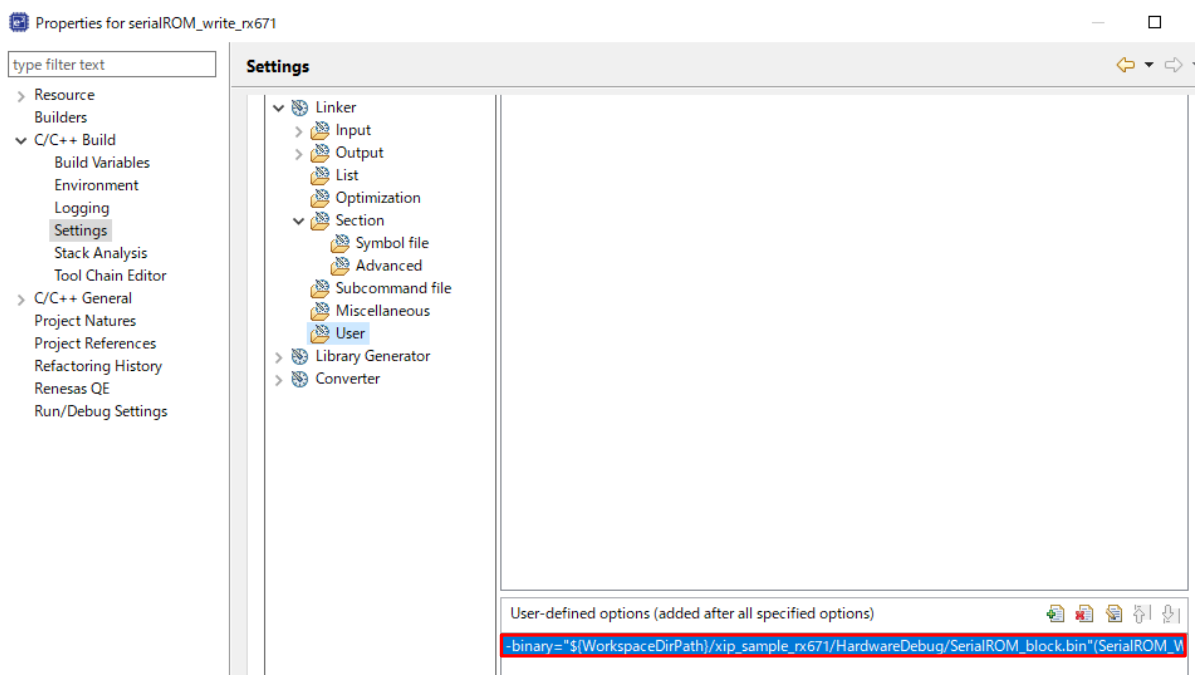 Properties for serialROM_write_rx671
type filter text
Settings
Resource
Builders
C/C++ Build
Build Variables
Environment
Logging
Settings
Stack Analysis
Tool Chain Editor
C/C++ General
Project Natures
Project References
Refactoring History
Renesas QE
Run/Debug Settings
Linker
Input
Output
List
Optimization
Section
Symbol file
Advanced
Subcommand file
Miscellaneous
User
Library Generator
Converter
User-defined options (added after all specified options)
-binary="${WorkspaceDirPath}/xip_sample_rx671/HardwareDebug/SerialROM_block.bin"(SerialROM_W